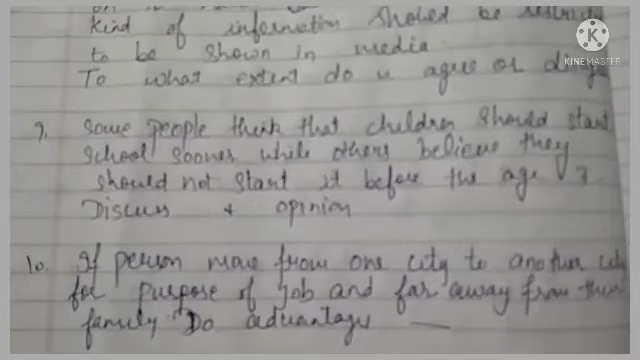 kind of information should be
to be shown in media
To what extent do u agree or
KINEMASTER
9. Some people think that children should start
school sooner while others believe they
should not start it before the age 7
Discuss & opinion
10. If person move from one city to another city
for purpose of job and far away from their
family Do advantages —